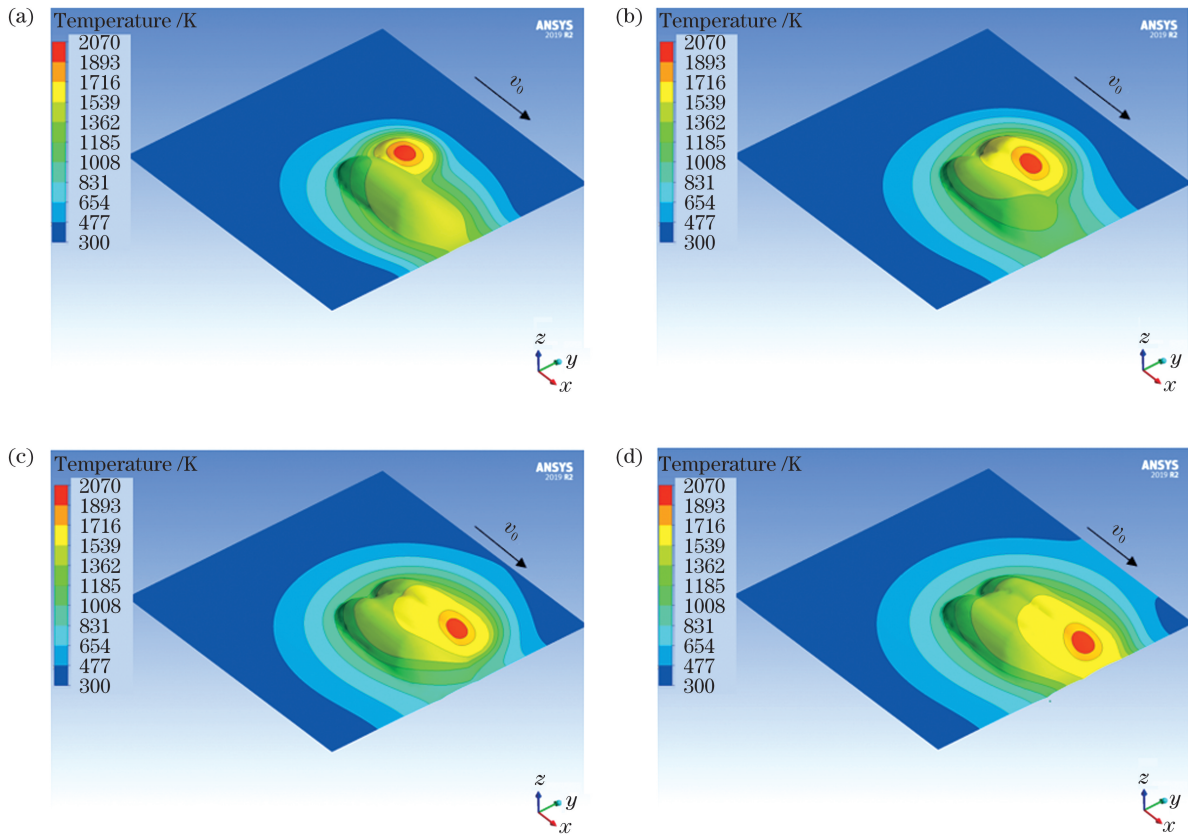 (a)
Temperature /K
2070
1893
1716
1539
1362
1185
1008
831
654
477
300
ANSYS
2019 R2
v₀
z
y
x
(b)
Temperature /K
2070
1893
1716
1539
1362
1185
1008
831
654
477
300
ANSYS
2019 R2
v₀
z
y
x
(c)
Temperature /K
2070
1893
1716
1539
1362
1185
1008
831
654
477
300
ANSYS
2019 R2
v₀
z
y
x
(d)
Temperature /K
2070
1893
1716
1539
1362
1185
1008
831
654
477
300
ANSYS
2019 R2
v₀
z
y
x